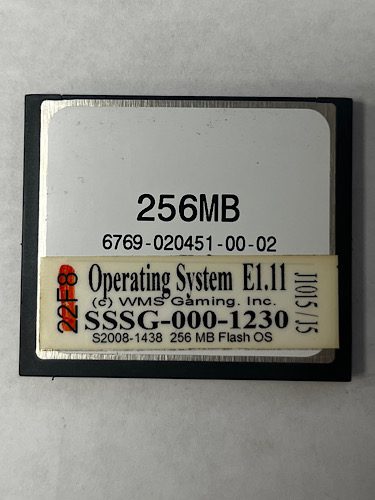 256MB
6769-020451-00-02
22F8
Operating System E1.11
(c) WMS Gaming. Inc.
SSSG-000-1230
S2008-1438 256 MB Flash OS
J1015/15